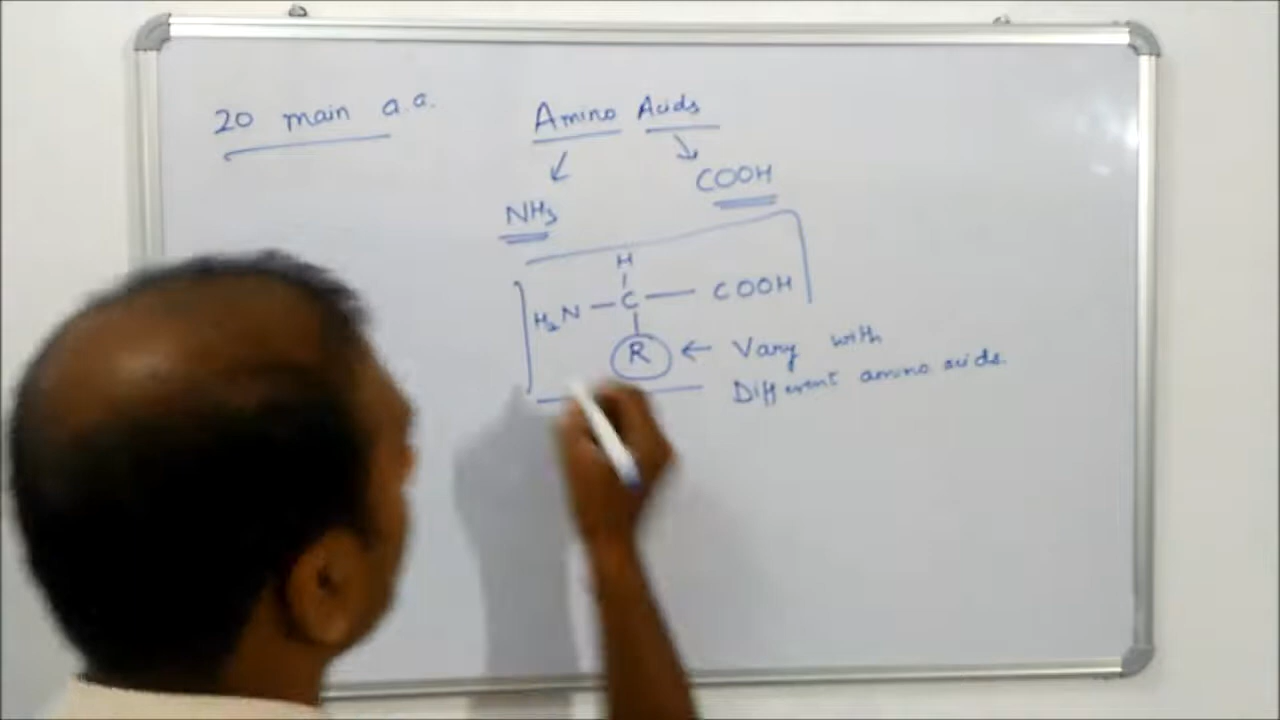 20 main a.a.
Amino Acids
NH3
COOH
H
H2N — C — COOH
R ← Vary with
Different amino acids.